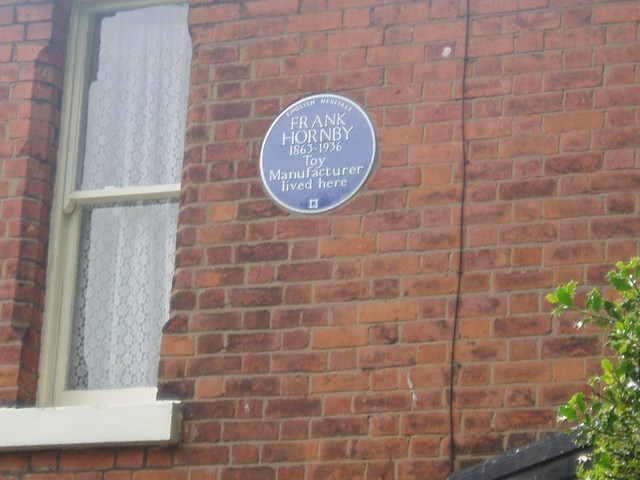 ENGLISH HERITAGE
FRANK
HORNBY
1863-1936
Toy
Manufacturer
lived here